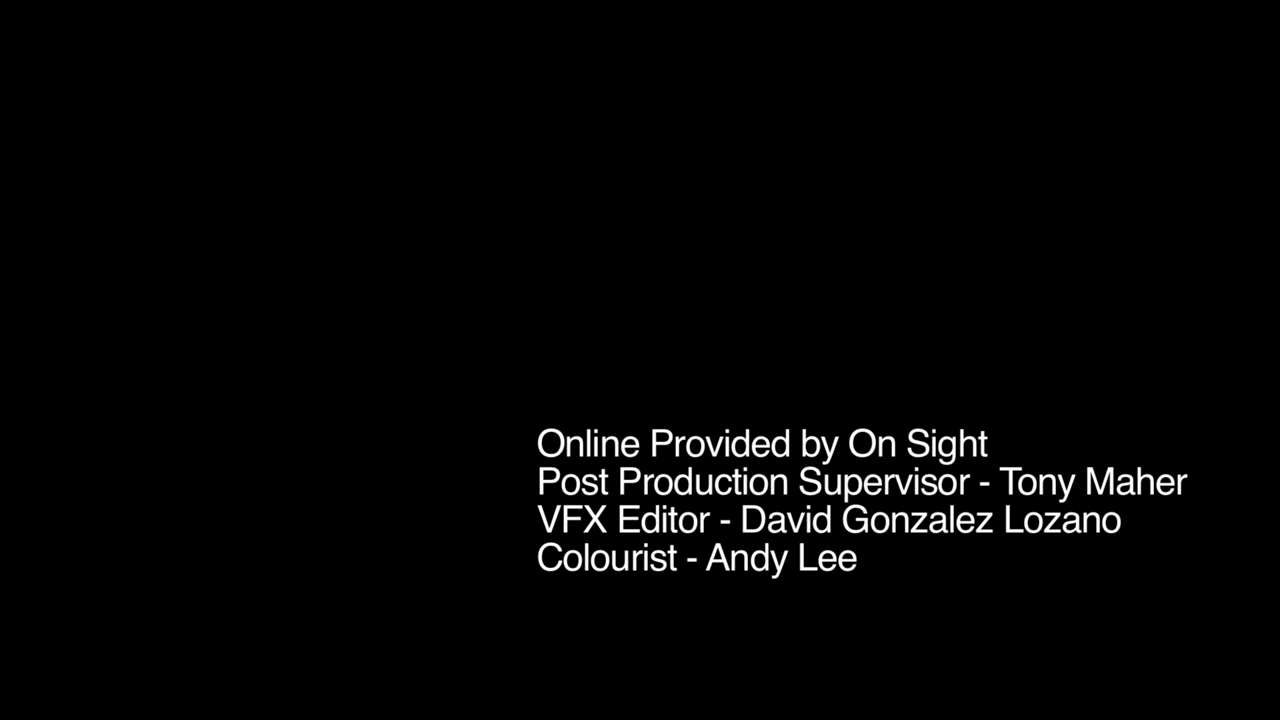 Online Provided by On Sight
Post Production Supervisor - Tony Maher
VFX Editor - David Gonzalez Lozano
Colourist - Andy Lee